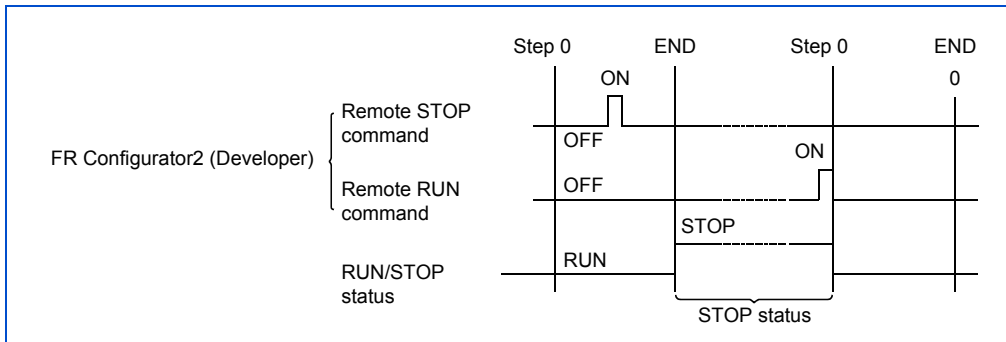 Step 0 END Step 0 END
ON 0
Remote STOP
command
OFF
ON
FR Configurator2 (Developer)
OFF
Remote RUN
command
STOP
RUN
RUN/STOP
status
STOP status